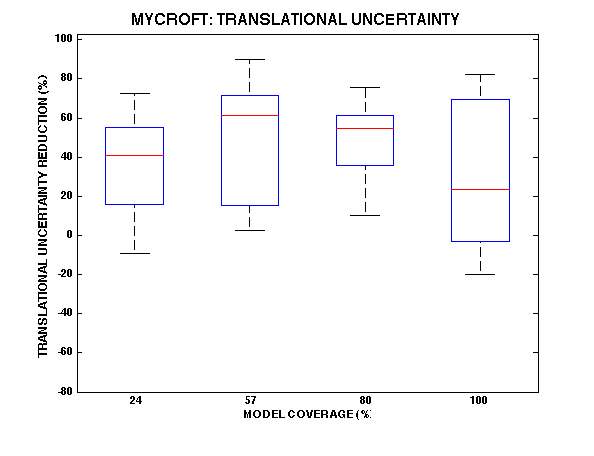 MYCROFT: TRANSLATIONAL UNCERTAINTY
TRANSLATIONAL UNCERTAINTY REDUCTION (%)
100
80
60
40
20
0
-20
-40
-60
-80
24 57 80 100
MODEL COVERAGE (%